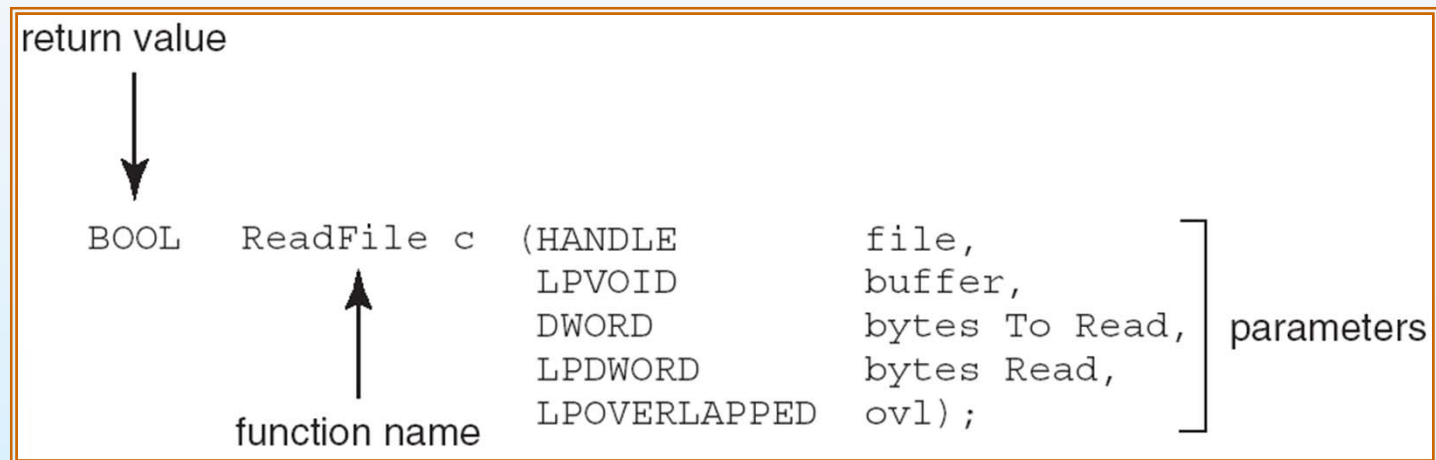 return value
BOOL ReadFile c (HANDLE file,
LPVOID buffer,
DWORD bytes To Read,
LPDWORD bytes Read,
LPOVERLAPPED ovl);
parameters
function name